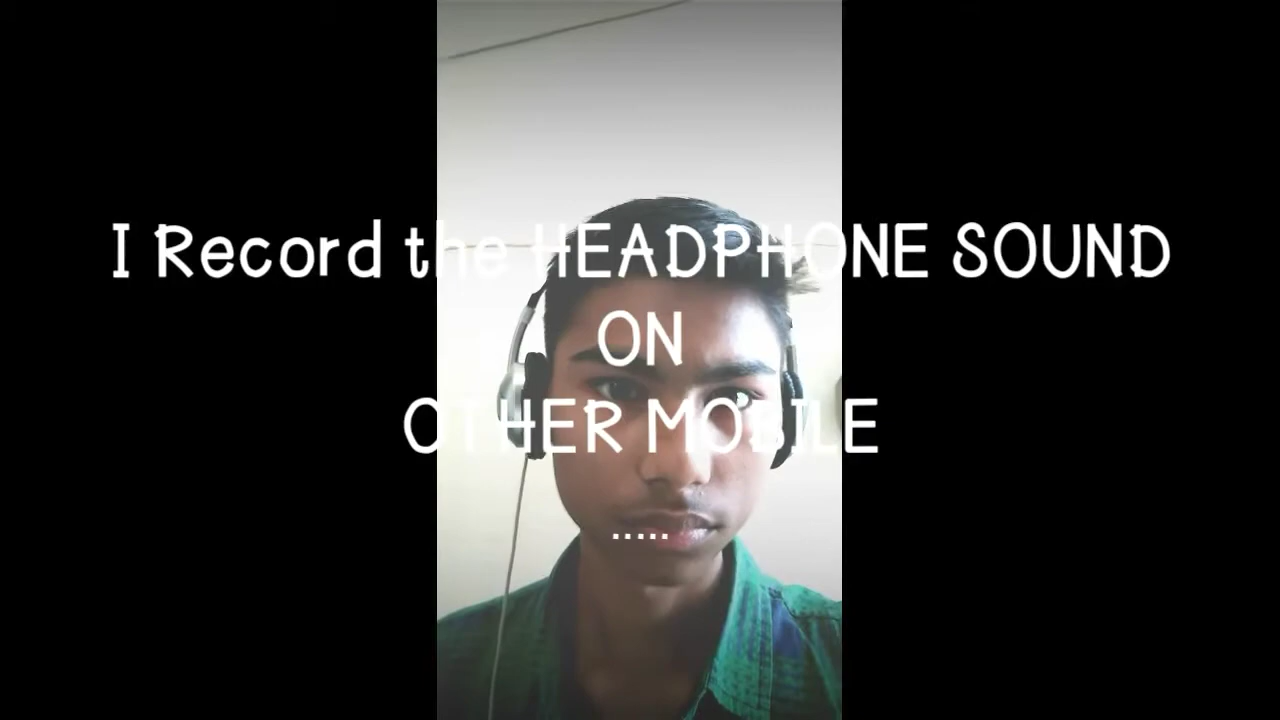 I Record the HEADPHONE SOUND
ON
OTHER MOBILE
.....